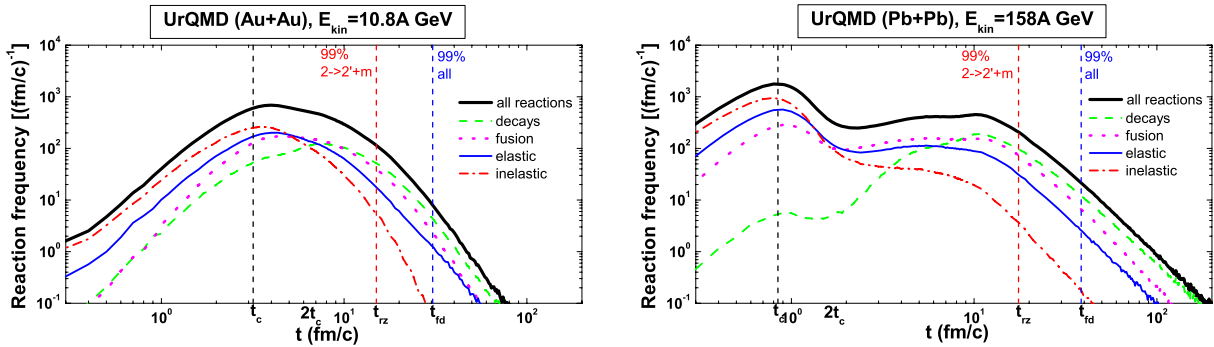 UrQMD (Au+Au), E_kin=10.8A GeV
Reaction frequency [(fm/c)^-1]
10^4
10^3
10^2
10^1
10^0
10^-1
99%
2->2'+m
99%
all
all reactions
decays
fusion
elastic
inelastic
10^0
t_c
2t_c
10^1
t_rz
t_fd
10^2
t (fm/c)
UrQMD (Pb+Pb), E_kin=158A GeV
Reaction frequency [(fm/c)^-1]
10^4
10^3
10^2
10^1
10^0
10^-1
99%
2->2'+m
99%
all
all reactions
decays
fusion
elastic
inelastic
t_c
10^0
2t_c
10^1
t_rz
t_fd
10^2
t (fm/c)